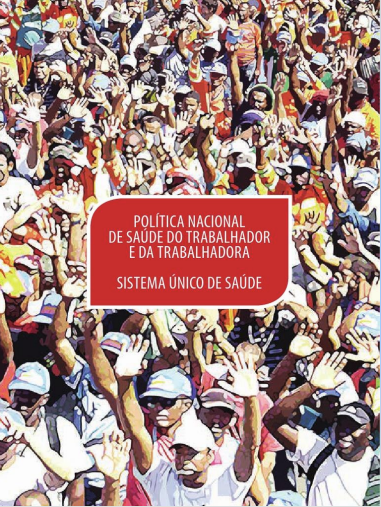 POLÍTICA NACIONAL
DE SAÚDE DO TRABALHADOR
E DA TRABALHADORA
SISTEMA ÚNICO DE SAÚDE